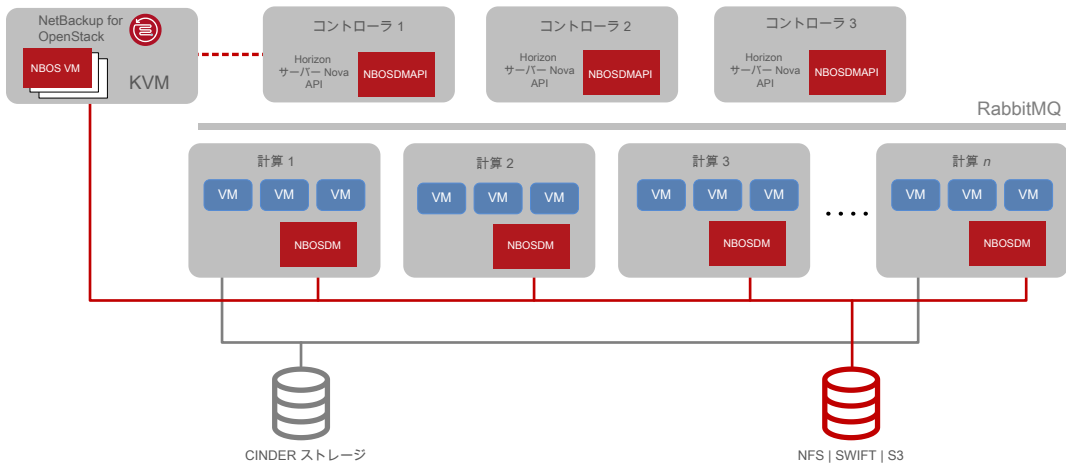 NetBackup for
OpenStack
NBOS VM
KVM
コントローラ 1
Horizon
サーバー Nova
API
NBOSDMAPI
コントローラ 2
Horizon
サーバー Nova
API
NBOSDMAPI
コントローラ 3
Horizon
サーバー Nova
API
NBOSDMAPI
RabbitMQ
計算 1
VM
VM
VM
NBOSDM
計算 2
VM
VM
VM
NBOSDM
計算 3
VM
VM
VM
NBOSDM
....
計算 n
VM
VM
VM
NBOSDM
CINDER ストレージ
NFS | SWIFT | S3